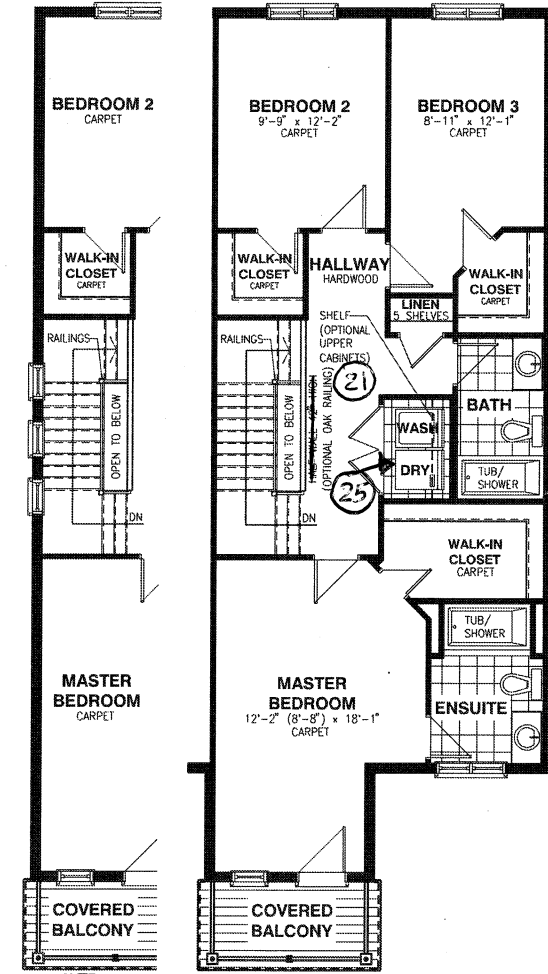 BEDROOM 2
CARPET
WALK-IN
CLOSET
CARPET
RAILINGS
OPEN TO BELOW
DN
MASTER
BEDROOM
CARPET
COVERED
BALCONY
BEDROOM 2
9'-9" x 12'-2"
CARPET
BEDROOM 3
8'-11" x 12'-1"
CARPET
WALK-IN
CLOSET
CARPET
HALLWAY
HARDWOOD
WALK-IN
CLOSET
CARPET
LINEN
5 SHELVES
SHELF
(OPTIONAL
UPPER
CABINETS)
RAILINGS
21
OPEN TO BELOW
(OPTIONAL OAK RAILING)
WASH
DRY
25
BATH
TUB/
SHOWER
DN
WALK-IN
CLOSET
CARPET
TUB/
SHOWER
MASTER
BEDROOM
12'-2" (8'-8") x 18'-1"
CARPET
ENSUITE
COVERED
BALCONY